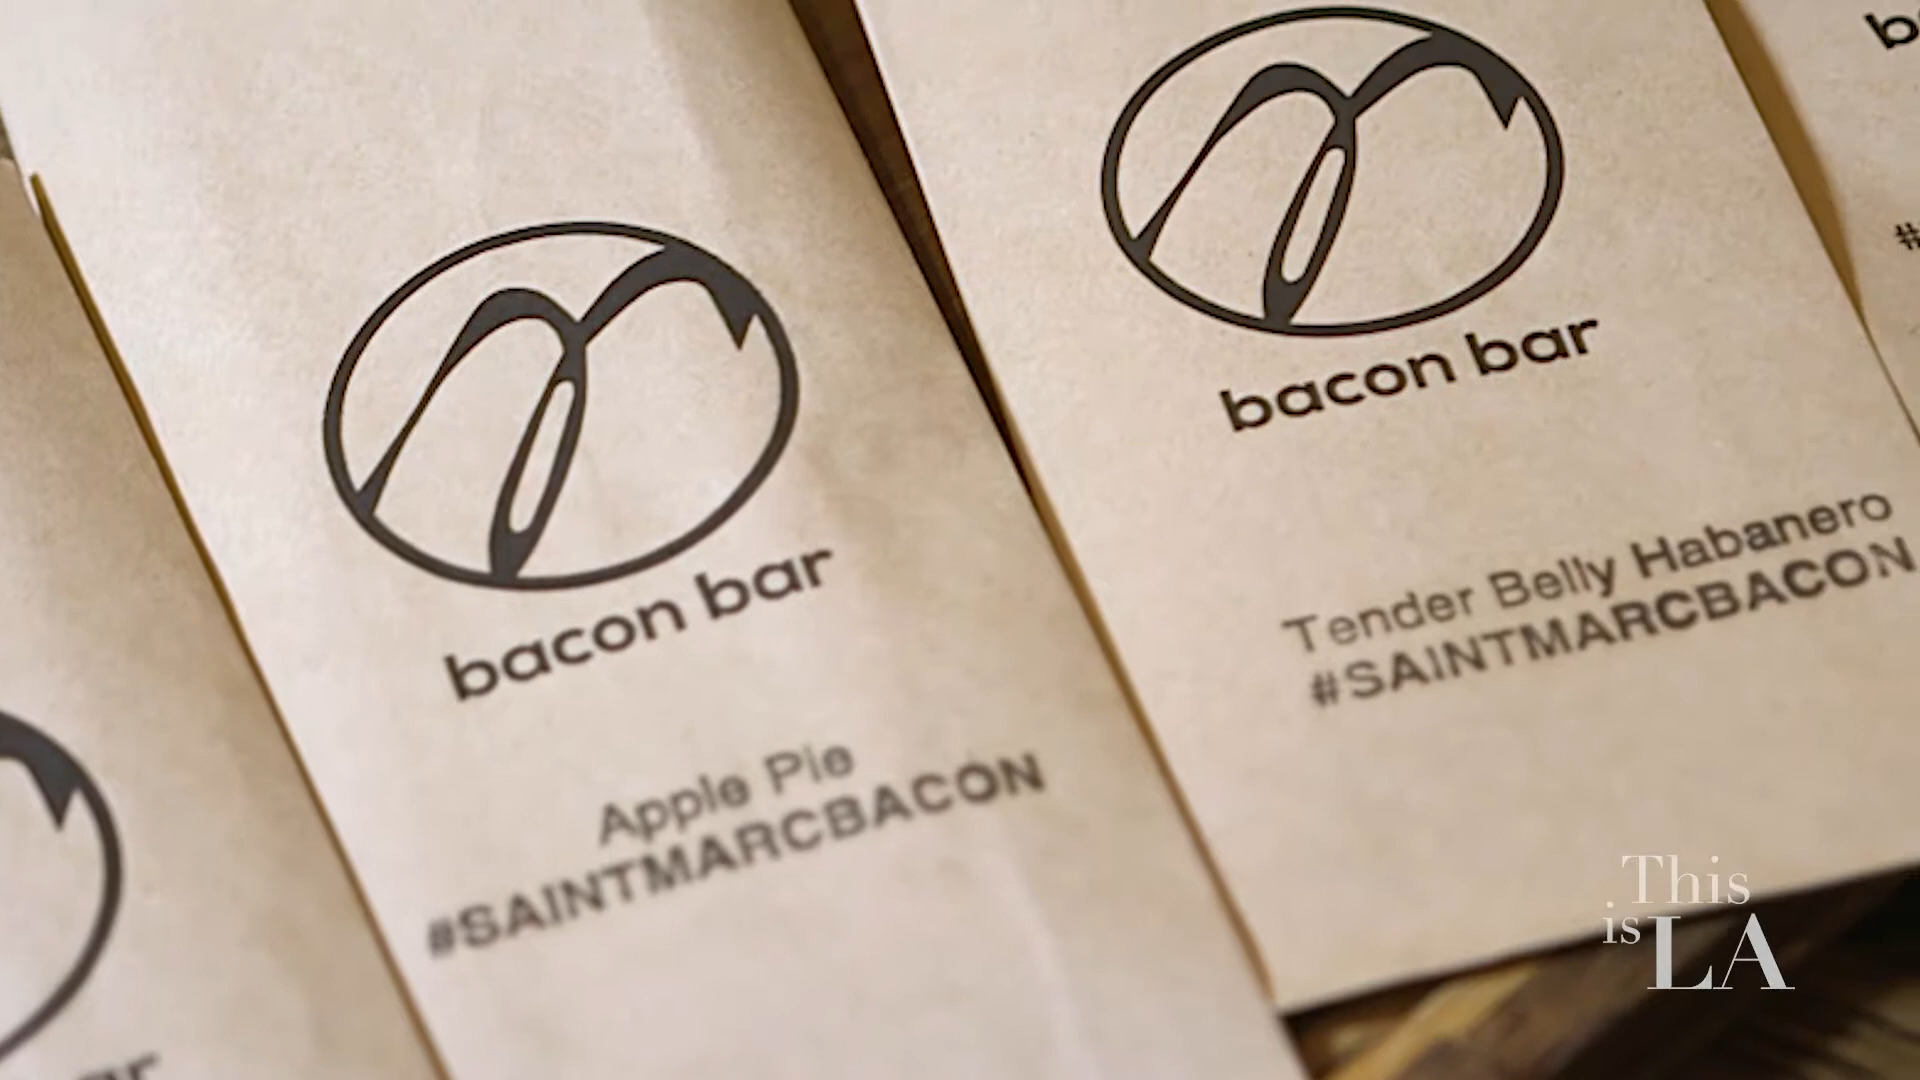 bacon bar
Apple Pie
#SAINTMARCBACON
bacon bar
Tender Belly Habanero
#SAINTMARCBACON
This
is LA